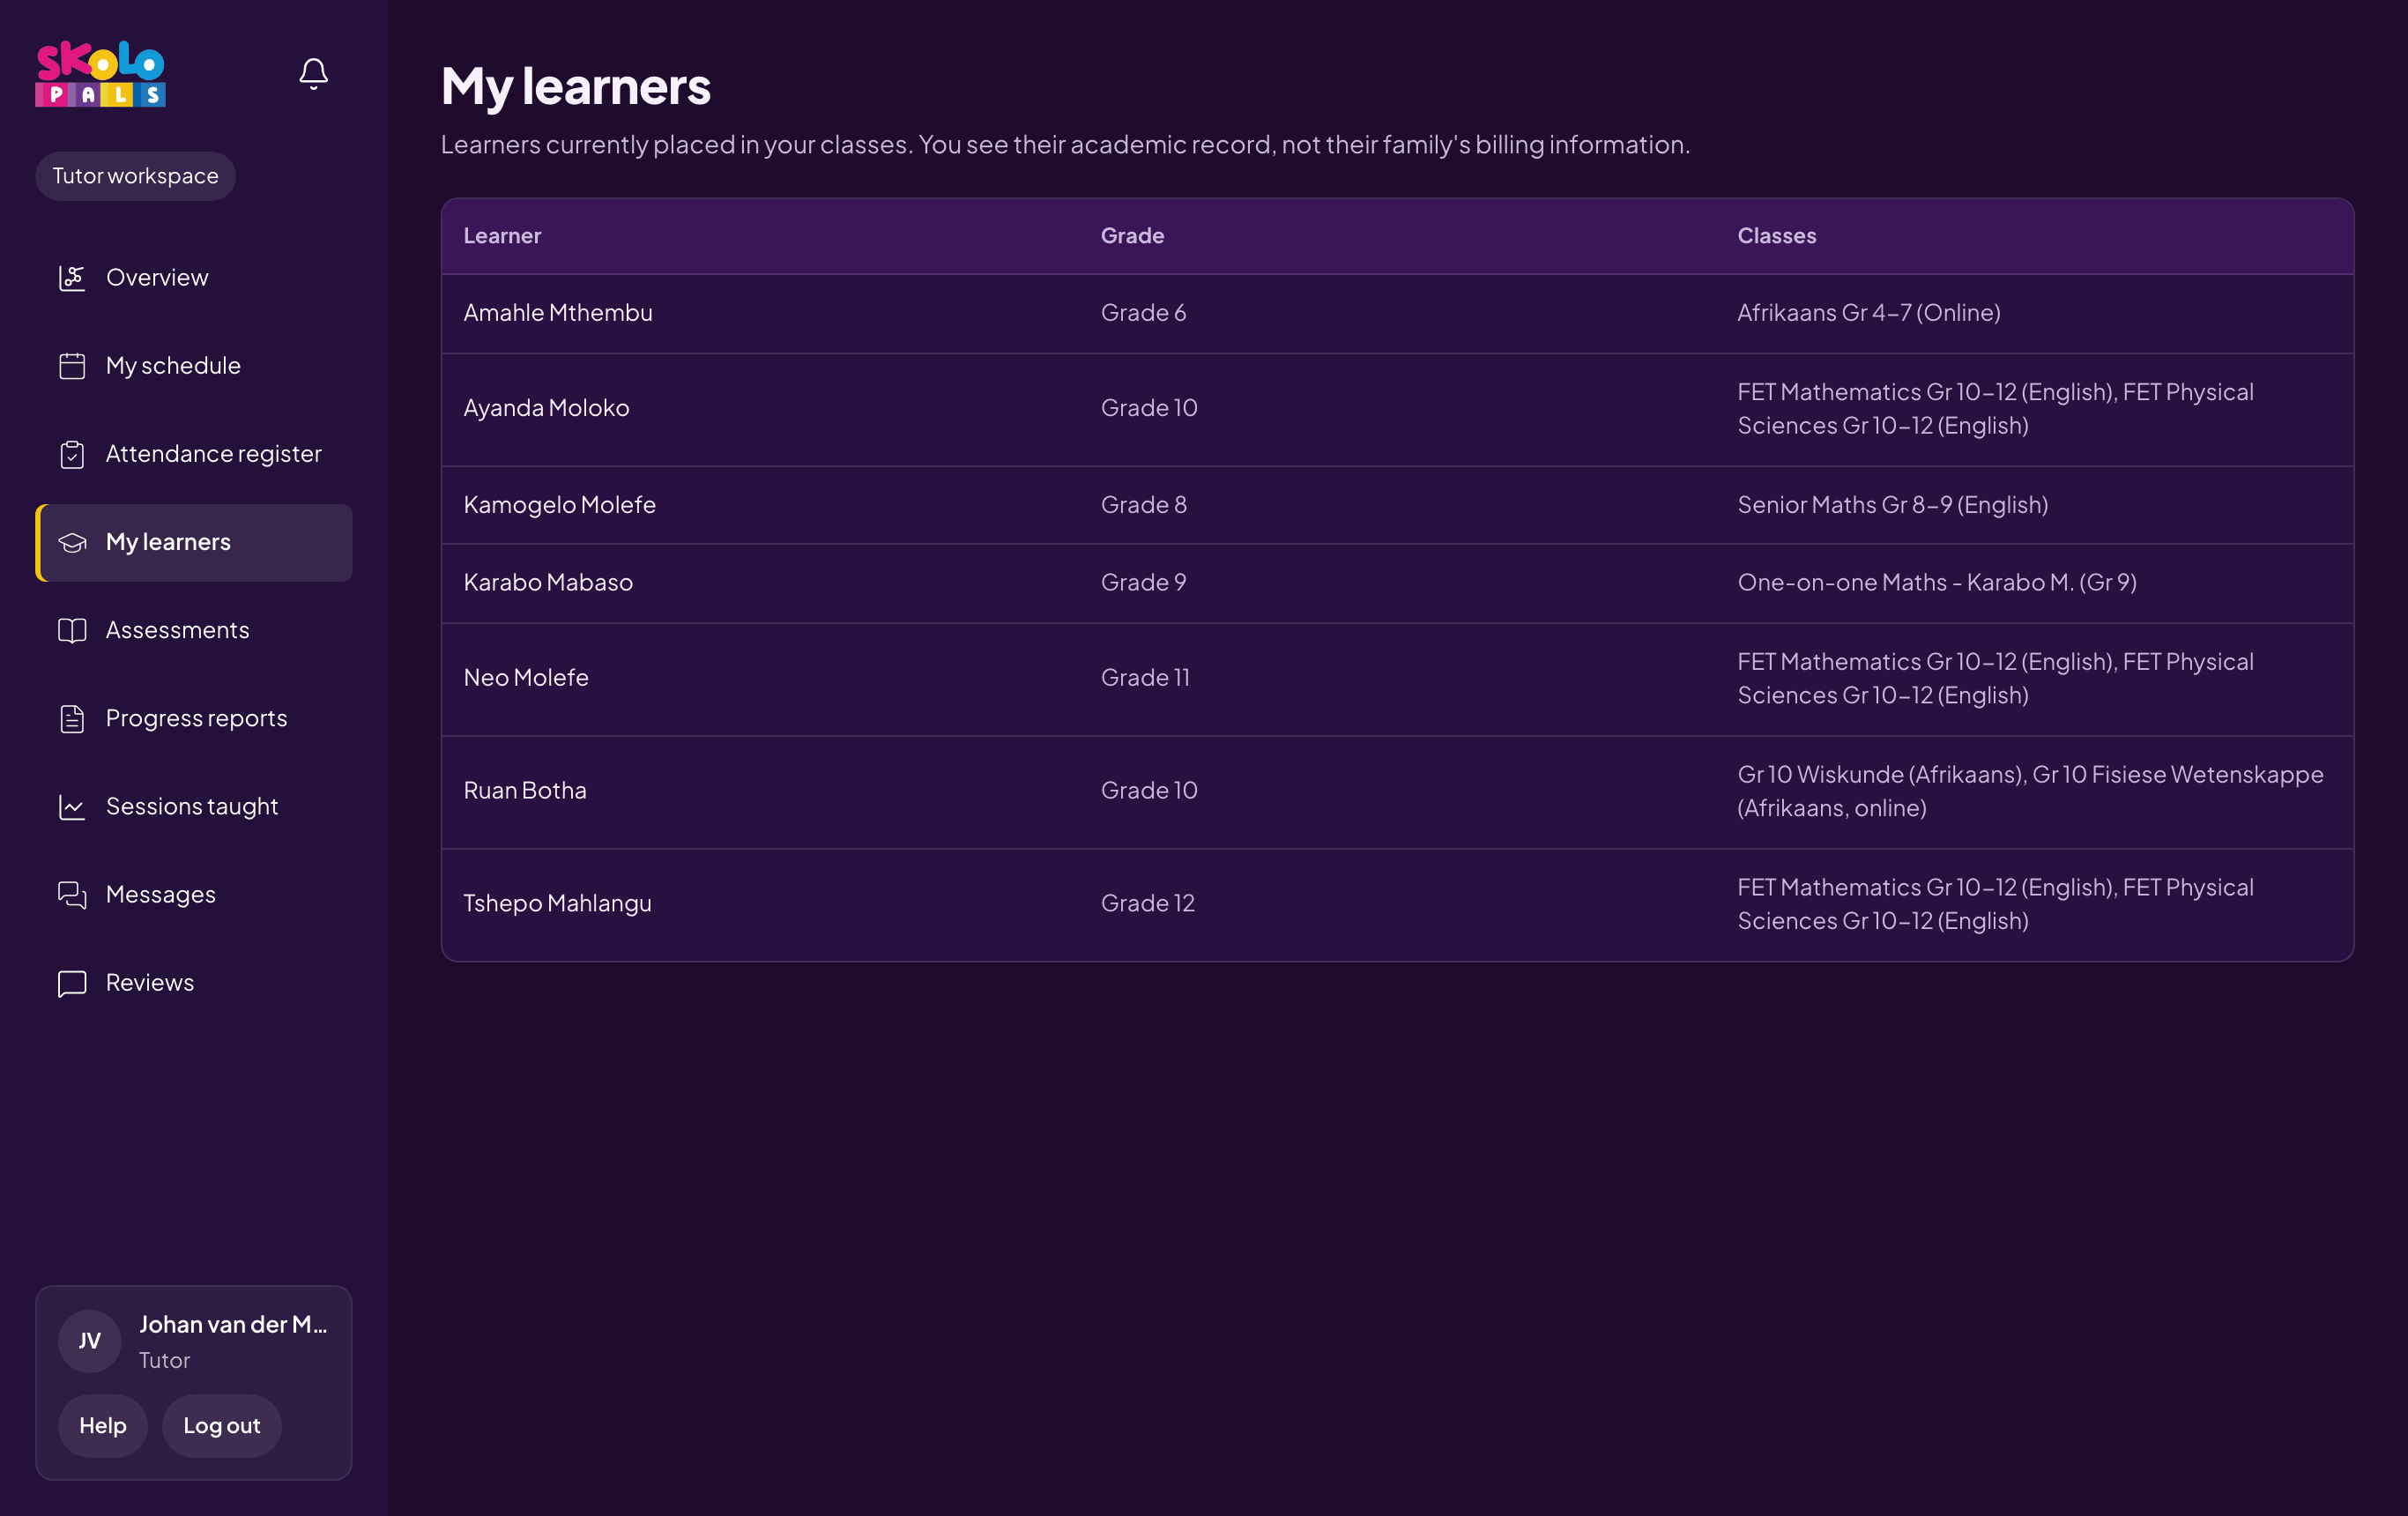 SKOLO
PALS
Tutor workspace
Overview
My schedule
Attendance register
My learners
Assessments
Progress reports
Sessions taught
Messages
Reviews
JV
Johan van der M...
Tutor
Help
Log out
My learners
Learners currently placed in your classes. You see their academic record, not their family's billing information.
Learner Grade Classes
Amahle Mthembu Grade 6 Afrikaans Gr 4–7 (Online)
Ayanda Moloko Grade 10 FET Mathematics Gr 10–12 (English), FET Physical
Sciences Gr 10–12 (English)
Kamogelo Molefe Grade 8 Senior Maths Gr 8–9 (English)
Karabo Mabaso Grade 9 One-on-one Maths - Karabo M. (Gr 9)
Neo Molefe Grade 11 FET Mathematics Gr 10–12 (English), FET Physical
Sciences Gr 10–12 (English)
Ruan Botha Grade 10 Gr 10 Wiskunde (Afrikaans), Gr 10 Fisiese Wetenskappe
(Afrikaans, online)
Tshepo Mahlangu Grade 12 FET Mathematics Gr 10–12 (English), FET Physical
Sciences Gr 10–12 (English)